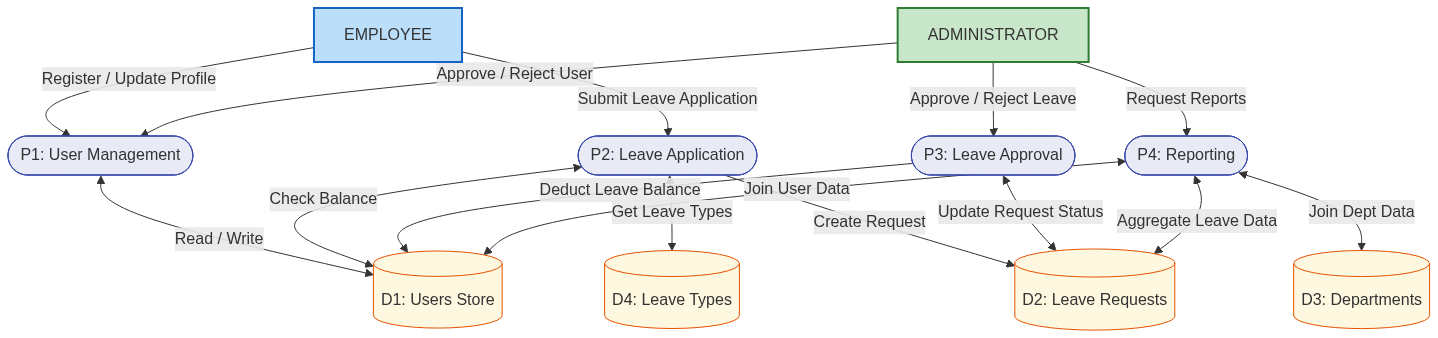 EMPLOYEE
ADMINISTRATOR
Register / Update Profile
Approve / Reject User
Submit Leave Application
Approve / Reject Leave
Request Reports
P1: User Management
P2: Leave Application
P3: Leave Approval
P4: Reporting
Check Balance
Deduct Leave Balance
Join User Data
Get Leave Types
Create Request
Update Request Status
Aggregate Leave Data
Join Dept Data
Read / Write
D1: Users Store
D4: Leave Types
D2: Leave Requests
D3: Departments